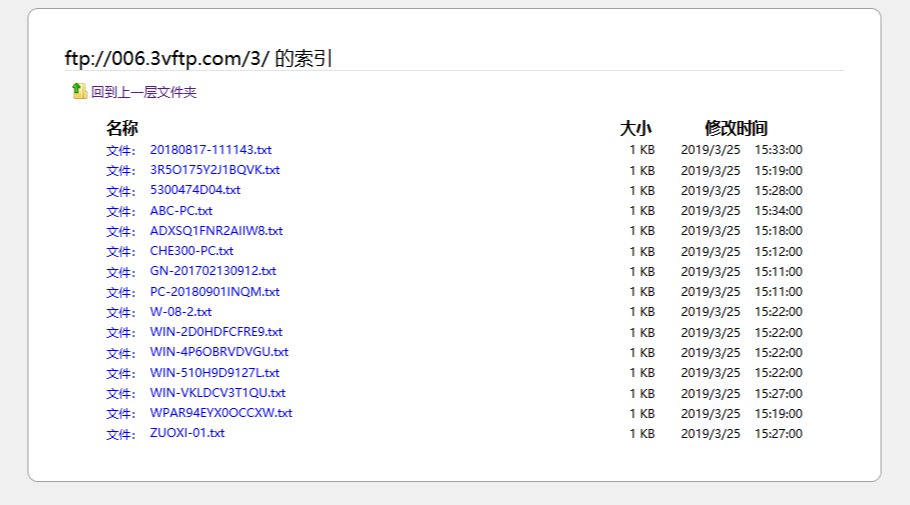 ftp://006.3vftp.com/3/ 的索引
回到上一层文件夹
名称 大小 修改时间
文件： 20180817-111143.txt 1 KB 2019/3/25 15:33:00
文件： 3R5O175Y2J1BQVK.txt 1 KB 2019/3/25 15:19:00
文件： 5300474D04.txt 1 KB 2019/3/25 15:28:00
文件： ABC-PC.txt 1 KB 2019/3/25 15:34:00
文件： ADXSQ1FNR2AIIW8.txt 1 KB 2019/3/25 15:18:00
文件： CHE300-PC.txt 1 KB 2019/3/25 15:12:00
文件： GN-201702130912.txt 1 KB 2019/3/25 15:11:00
文件： PC-20180901INQM.txt 1 KB 2019/3/25 15:11:00
文件： W-08-2.txt 1 KB 2019/3/25 15:22:00
文件： WIN-2D0HDFCFRE9.txt 1 KB 2019/3/25 15:22:00
文件： WIN-4P6OBRVDVGU.txt 1 KB 2019/3/25 15:22:00
文件： WIN-510H9D9127L.txt 1 KB 2019/3/25 15:22:00
文件： WIN-VKLDCV3T1QU.txt 1 KB 2019/3/25 15:27:00
文件： WPAR94EYX0OCCXW.txt 1 KB 2019/3/25 15:19:00
文件： ZUOXI-01.txt 1 KB 2019/3/25 15:27:00